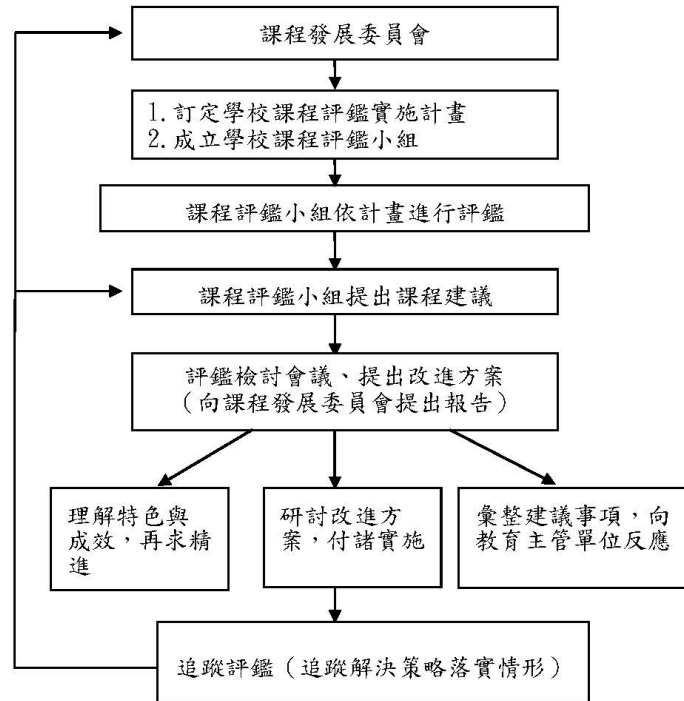 課程發展委員會
1.訂定學校課程評鑑實施計畫
2.成立學校課程評鑑小組
課程評鑑小組依計畫進行評鑑
課程評鑑小組提出課程建議
評鑑檢討會議、提出改進方案
（向課程發展委員會提出報告）
理解特色與
成效，再求精
進
研討改進方
案，付諸實施
彙整建議事項，向
教育主管單位反應
追蹤評鑑（追蹤解決策略落實情形）